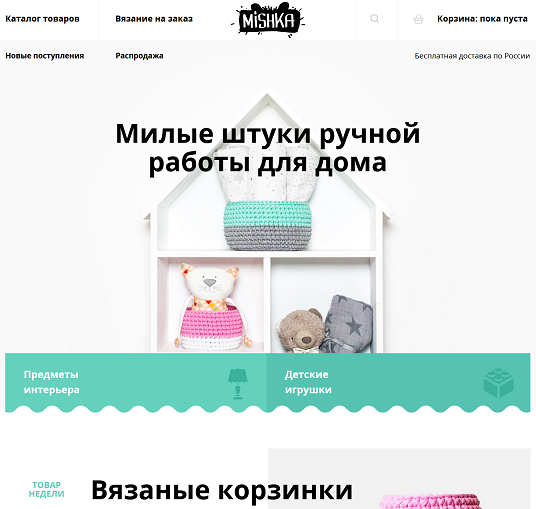 Каталог товаров
Вязание на заказ
MiSHKA
Корзина: пока пуста
Новые поступления
Распродажа
Бесплатная доставка по России
Милые штуки ручной
работы для дома
Предметы
интерьера
Детские
игрушки
ТОВАР
НЕДЕЛИ
Вязаные корзинки